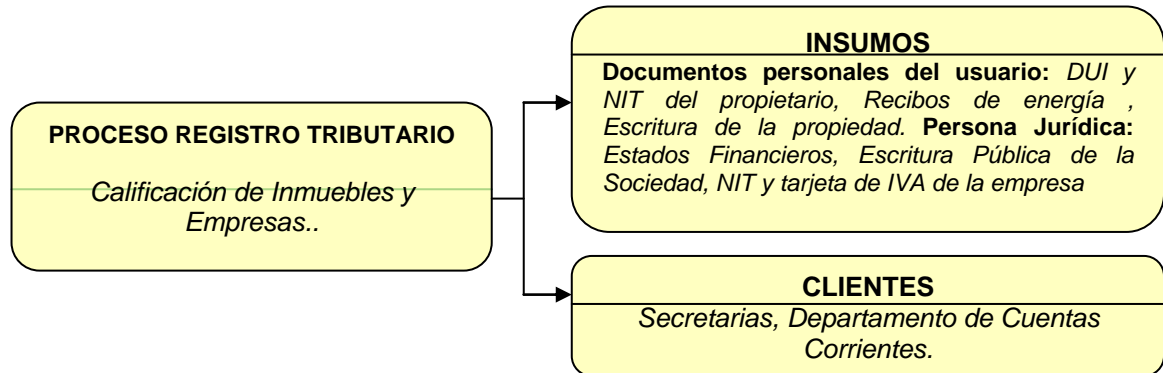 PROCESO REGISTRO TRIBUTARIO
Calificación de Inmuebles y
Empresas..
INSUMOS
Documentos personales del usuario: DUI y
NIT del propietario, Recibos de energía ,
Escritura de la propiedad. Persona Jurídica:
Estados Financieros, Escritura Pública de la
Sociedad, NIT y tarjeta de IVA de la empresa
CLIENTES
Secretarias, Departamento de Cuentas
Corrientes.